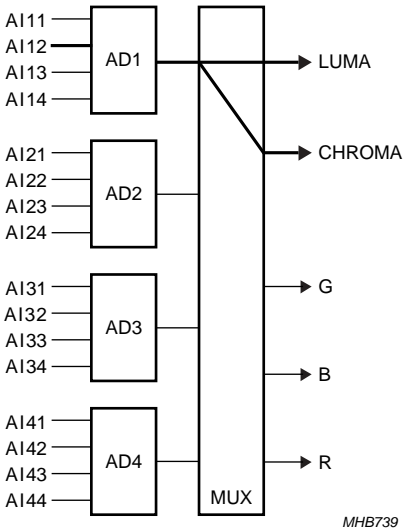 AI11
AI12
AI13
AI14
AD1
LUMA
CHROMA
AI21
AI22
AI23
AI24
AD2
AI31
AI32
AI33
AI34
AD3
G
B
AI41
AI42
AI43
AI44
AD4
R
MUX
MHB739